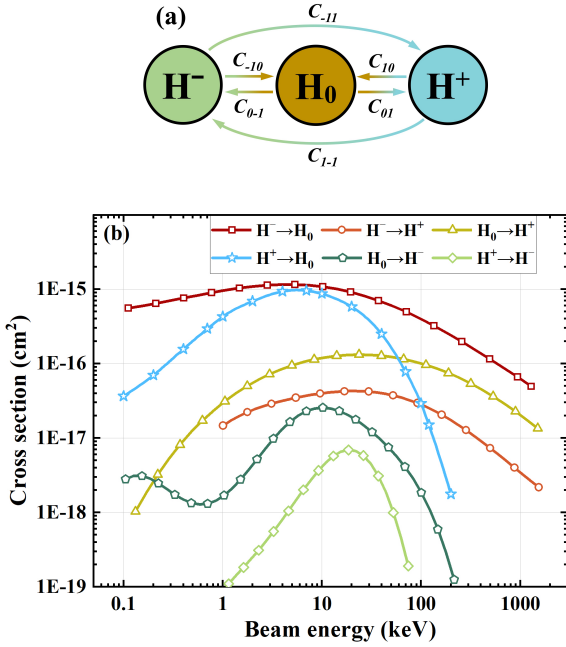 (a)
C-11
H⁻
C-10
C0-1
H₀
C10
C01
H⁺
C1-1
(b)
H⁻→H₀ H⁻→H⁺ H₀→H⁺
H⁺→H₀ H₀→H⁻ H⁺→H⁻
Cross section (cm²)
1E-15
1E-16
1E-17
1E-18
1E-19
0.1 1 10 100 1000
Beam energy (keV)